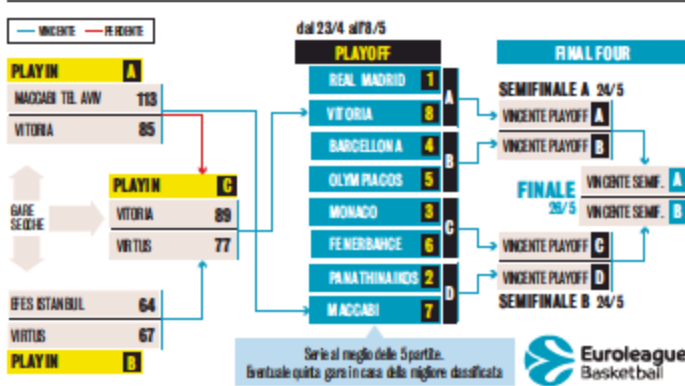 VINCENTE PERDENTE
PLAY IN A
MACCABI TEL AVIV 113
VITORIA 85
GARE
SECCHE
PLAY IN C
VITORIA 89
VIRTUS 77
EFES ISTANBUL 64
VIRTUS 67
PLAY IN B
dal 23/4 all'8/5
PLAYOFF
REAL MADRID 1
VITORIA 8
A
BARCELLONA 4
OLYMPIACOS 5
B
MONACO 3
FENERBAHCE 6
C
PANATHINAIKOS 2
MACCABI 7
D
Serie al meglio delle 5 partite.
Eventuale quinta gara in casa della migliore classificata
FINAL FOUR
SEMIFINALE A 24/5
VINCENTE PLAYOFF A
VINCENTE PLAYOFF B
FINALE
26/5
VINCENTE SEMIF. A
VINCENTE SEMIF. B
VINCENTE PLAYOFF C
VINCENTE PLAYOFF D
SEMIFINALE B 24/5
Euroleague
Basketball